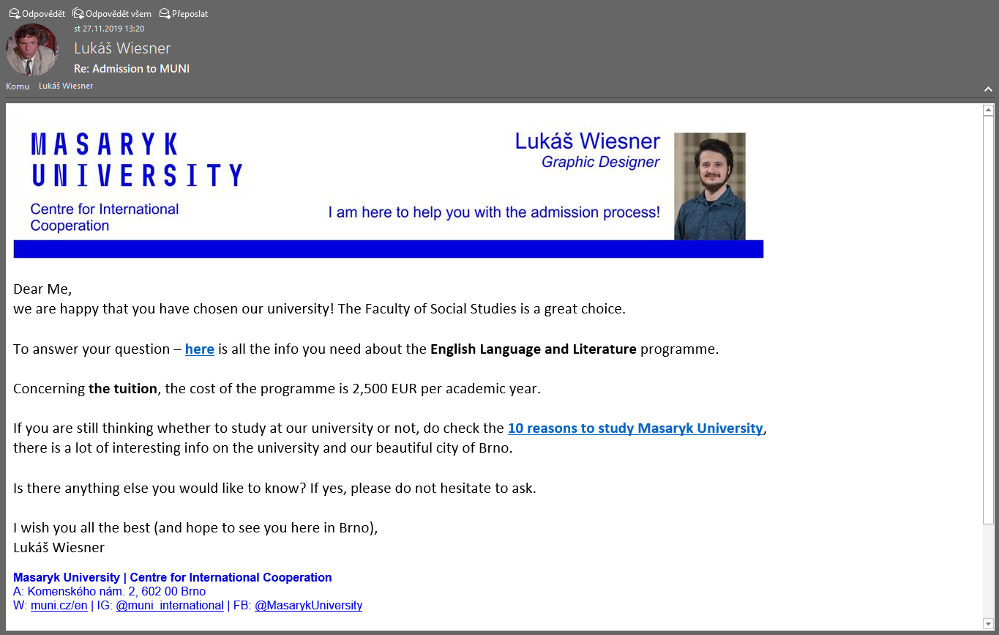 Odpovědět Odpovědět všem Přeposlat
st 27.11.2019 13:20
Lukáš Wiesner
Re: Admission to MUNI
Komu Lukáš Wiesner
MASARYK
UNIVERSITY
Centre for International
Cooperation
Lukáš Wiesner
Graphic Designer
I am here to help you with the admission process!
Dear Me,
we are happy that you have chosen our university! The Faculty of Social Studies is a great choice.
To answer your question – here is all the info you need about the English Language and Literature programme.
Concerning the tuition, the cost of the programme is 2,500 EUR per academic year.
If you are still thinking whether to study at our university or not, do check the 10 reasons to study Masaryk University,
there is a lot of interesting info on the university and our beautiful city of Brno.
Is there anything else you would like to know? If yes, please do not hesitate to ask.
I wish you all the best (and hope to see you here in Brno),
Lukáš Wiesner
Masaryk University | Centre for International Cooperation
A: Komenského nám. 2, 602 00 Brno
W: muni.cz/en | IG: @muni_international | FB: @MasarykUniversity